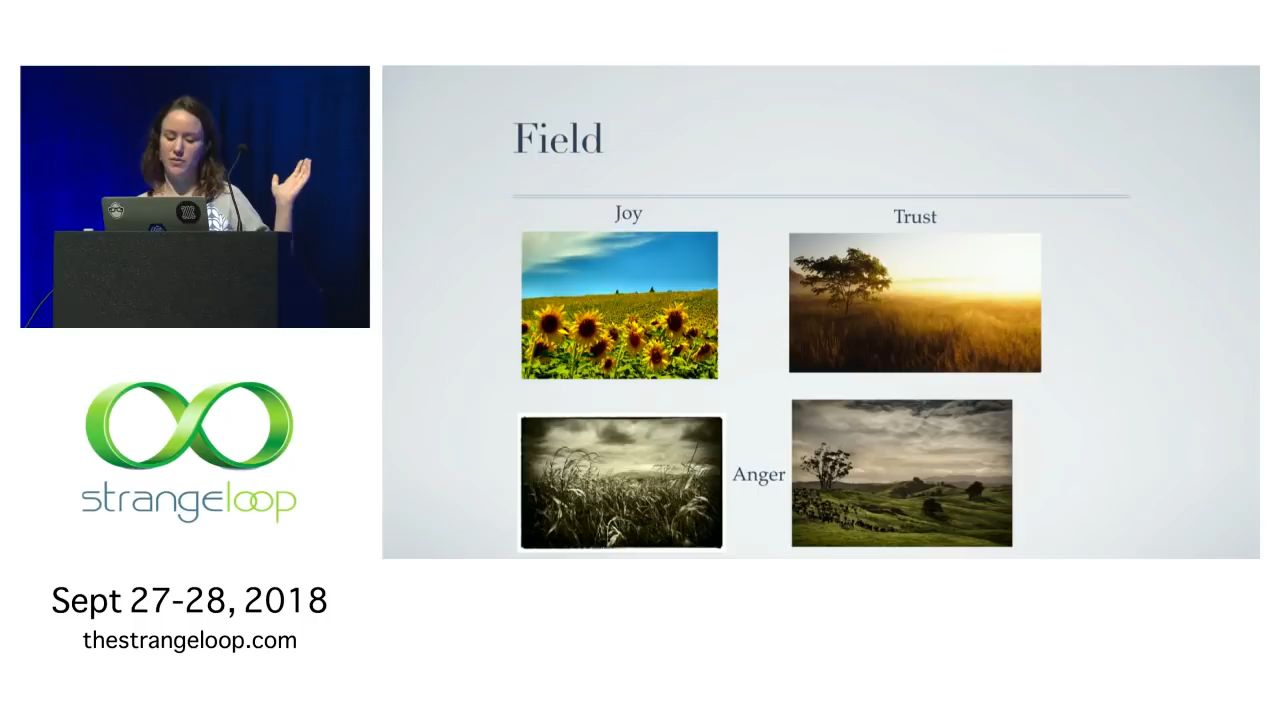 Field
Joy
Trust
Anger
strangeloop
Sept 27-28, 2018
thestrangeloop.com